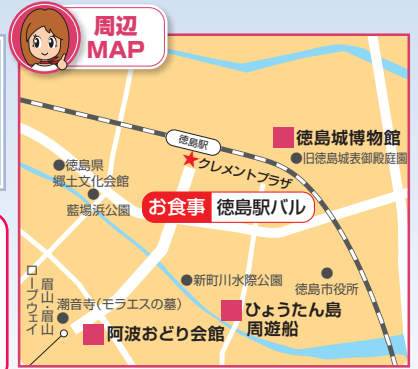 周辺
MAP
徳島駅
徳島城博物館
旧徳島城表御殿庭園
クレメントプラザ
徳島県
郷土文化会館
藍場浜公園
お食事 徳島駅バル
新町川水際公園
徳島市役所
眉山・眉山
ロープウェイ
潮音寺(モラエスの墓)
ひょうたん島
周遊船
阿波おどり会館